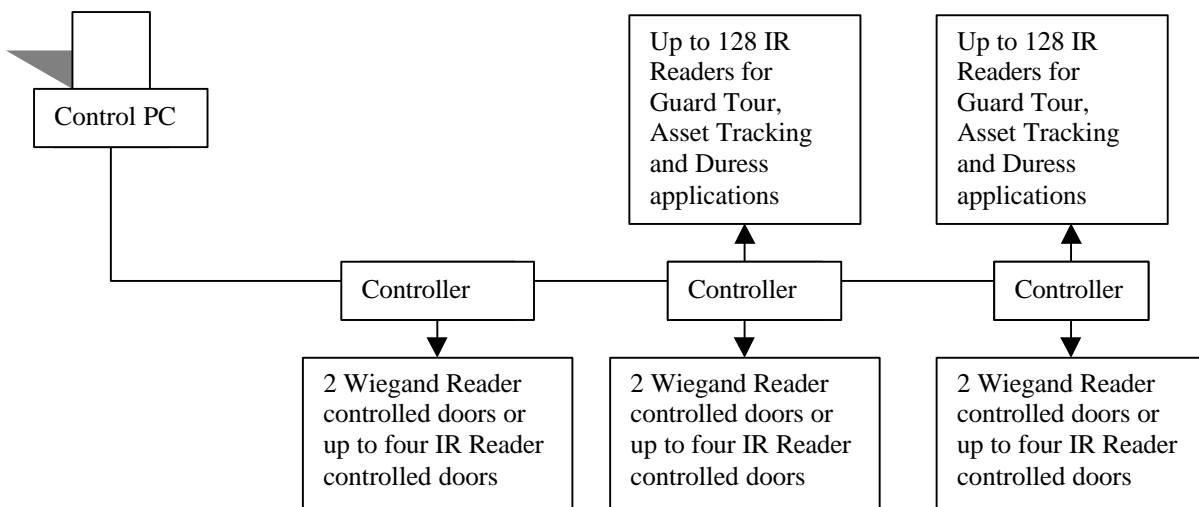 Control PC
Up to 128 IR
Readers for
Guard Tour,
Asset Tracking
and Duress
applications
Up to 128 IR
Readers for
Guard Tour,
Asset Tracking
and Duress
applications
Controller
Controller
Controller
2 Wiegand Reader
controlled doors or
up to four IR Reader
controlled doors
2 Wiegand Reader
controlled doors or
up to four IR Reader
controlled doors
2 Wiegand Reader
controlled doors or
up to four IR Reader
controlled doors